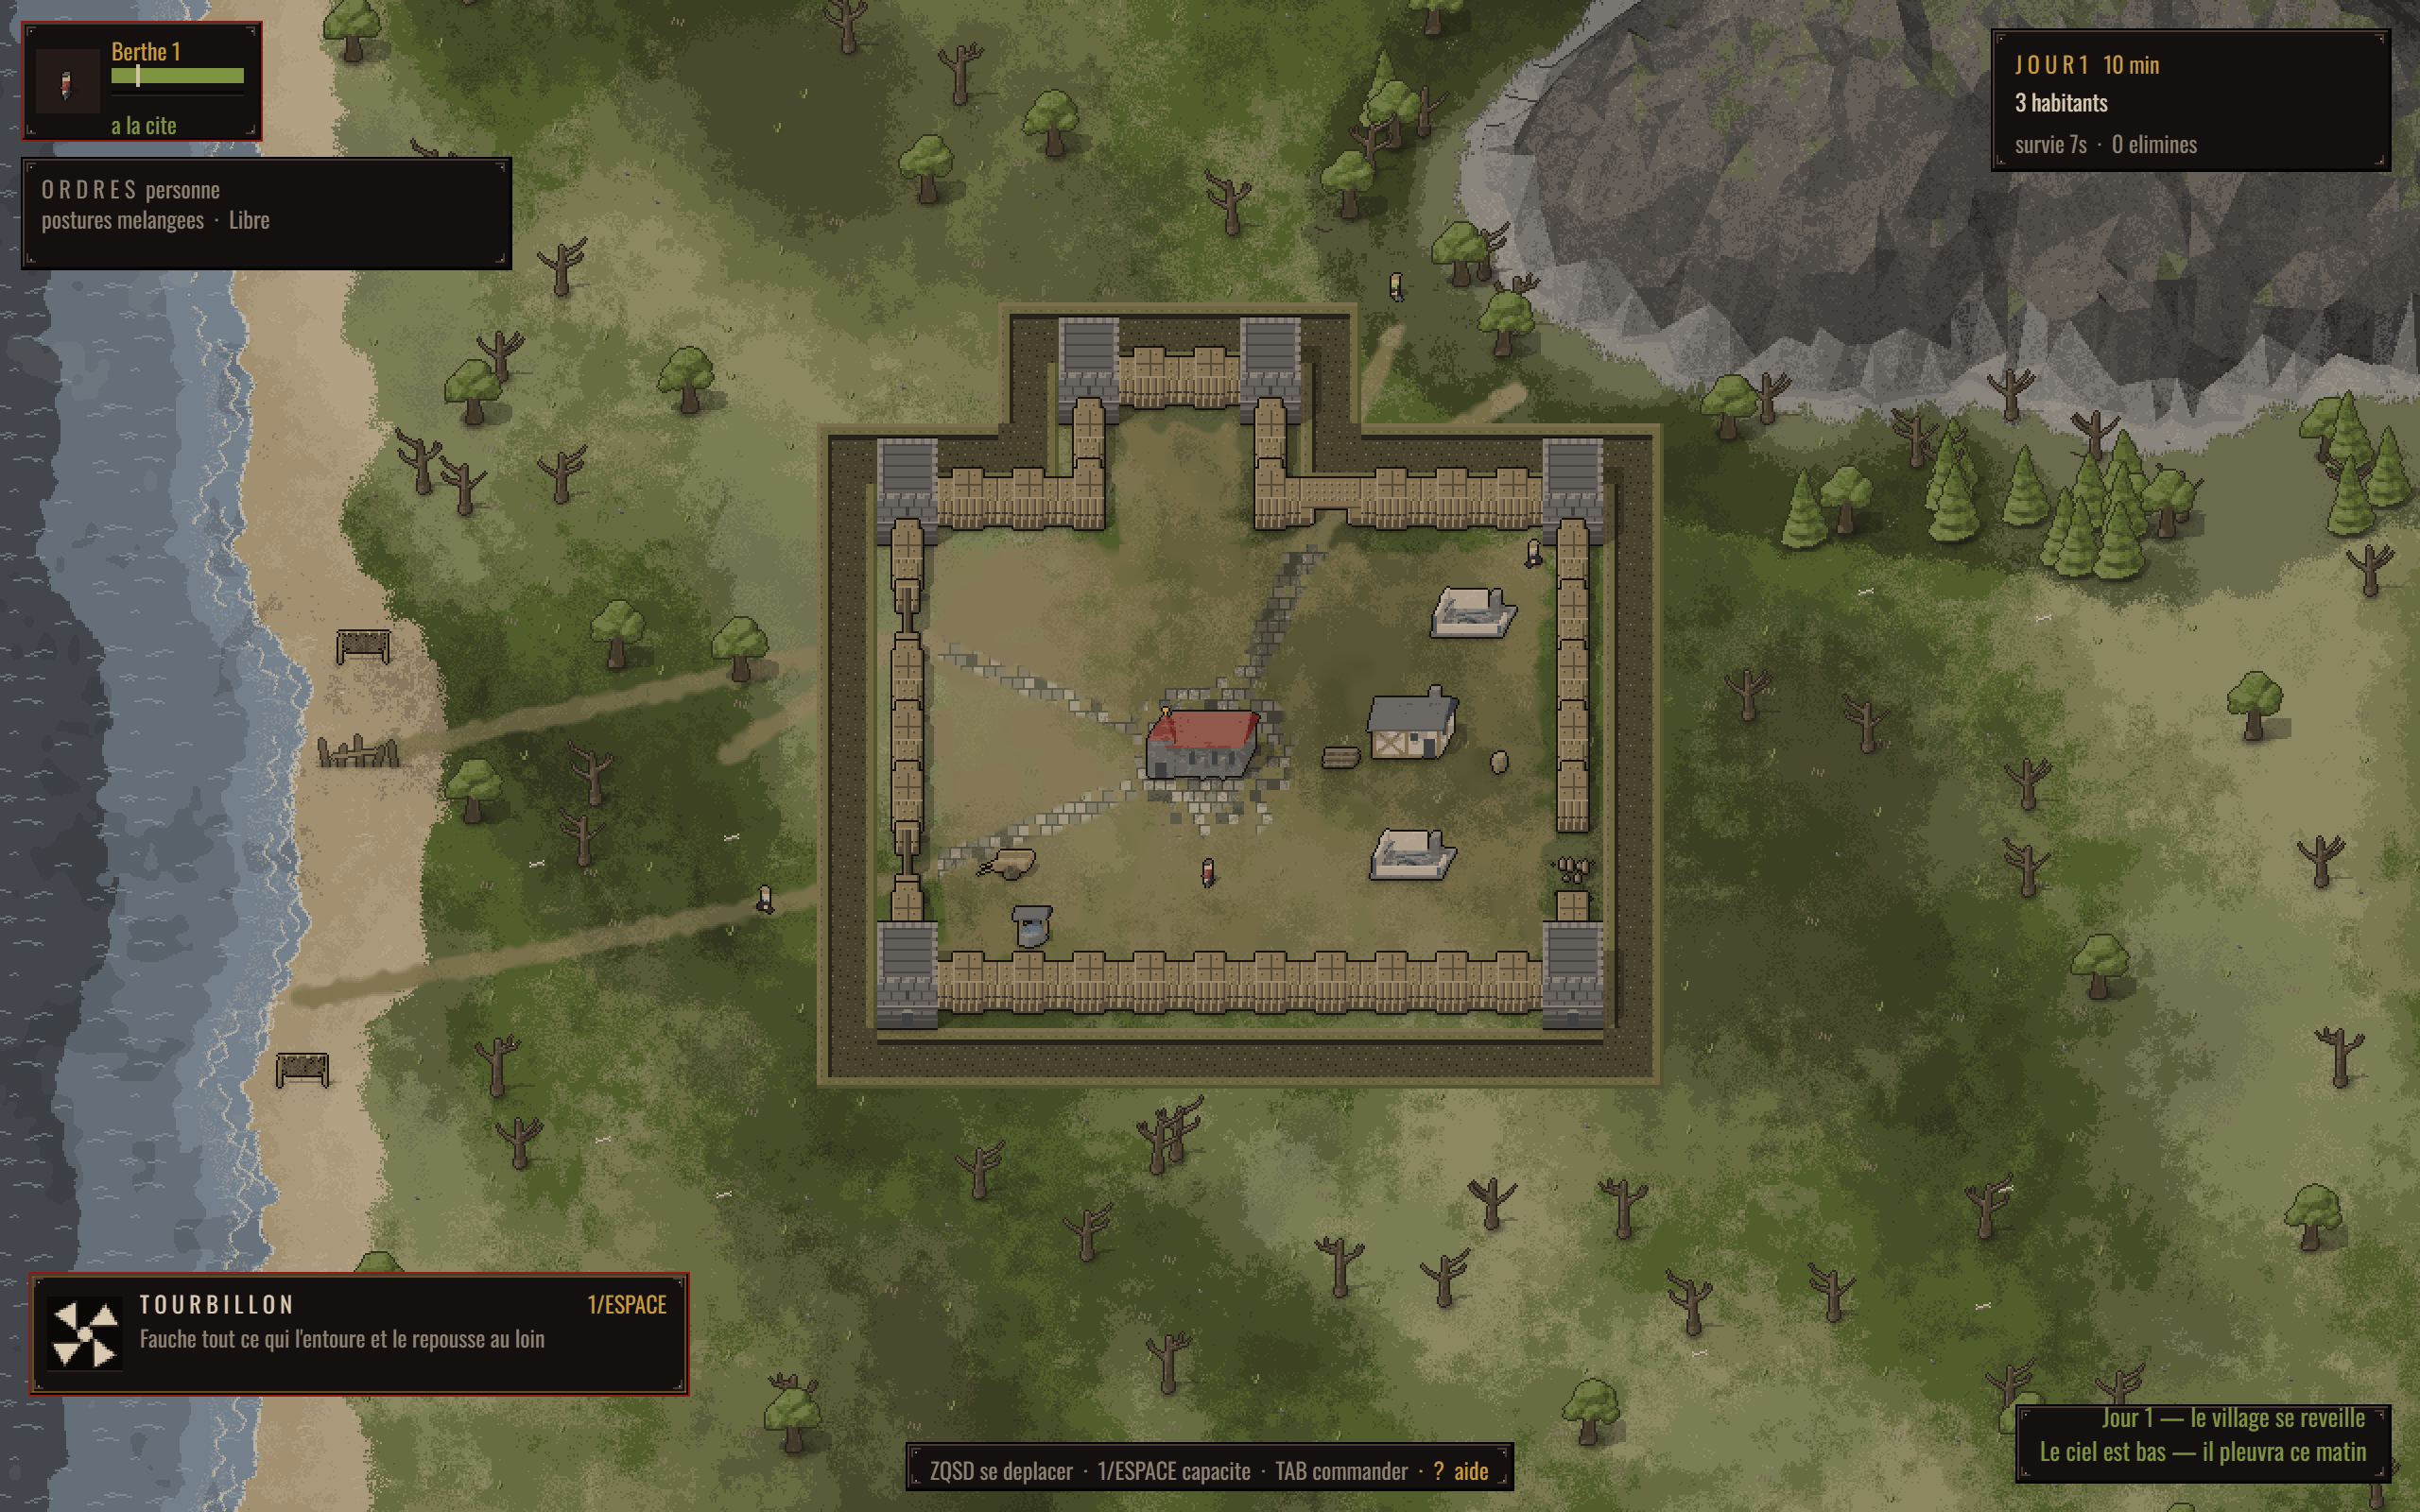 Berthe 1
a la cite
ORDRES personne
postures melangees · Libre
JOUR 1 10 min
3 habitants
survie 7s · 0 elimines
TOURBILLON 1/ESPACE
Fauche tout ce qui l'entoure et le repousse au loin
ZQSD se deplacer · 1/ESPACE capacite · TAB commander · ? aide
Jour 1 — le village se reveille
Le ciel est bas — il pleuvra ce matin